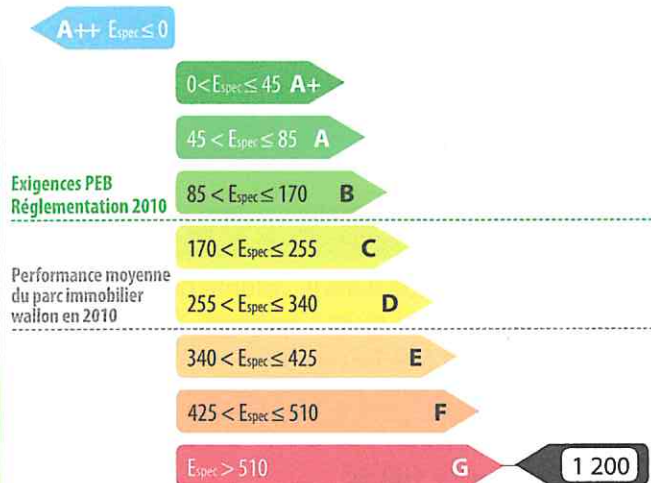 A++ Espec ≤ 0
0 < Espec ≤ 45 A+
45 < Espec ≤ 85 A
Exigences PEB
Réglementation 2010
85 < Espec ≤ 170 B
170 < Espec ≤ 255 C
Performance moyenne
du parc immobilier
wallon en 2010
255 < Espec ≤ 340 D
340 < Espec ≤ 425 E
425 < Espec ≤ 510 F
Espec > 510 G
1 200